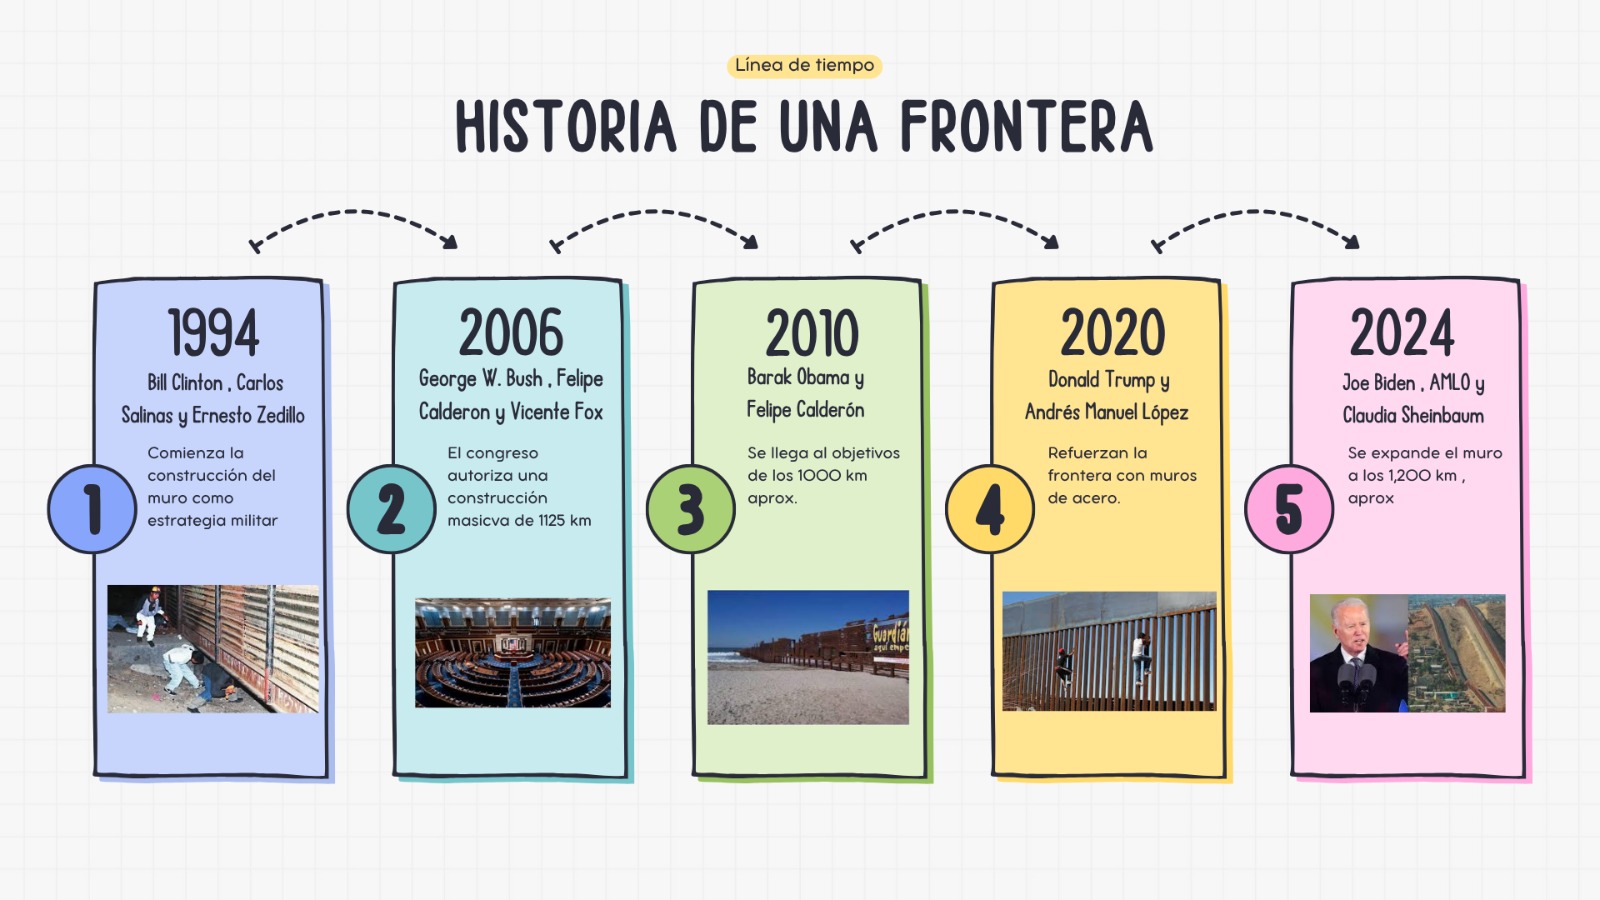 Línea de tiempo
HISTORIA DE UNA FRONTERA
1994
Bill Clinton , Carlos
Salinas y Ernesto Zedillo
Comienza la
construcción del
muro como
estrategia militar
1
2006
George W. Bush , Felipe
Calderon y Vicente Fox
El congreso
autoriza una
construcción
masicva de 1125 km
2
2010
Barak Obama y
Felipe Calderón
Se llega al objetivos
de los 1000 km
aprox.
3
Guardián
aquí empe
2020
Donald Trump y
Andrés Manuel López
Refuerzan la
frontera con muros
de acero.
4
2024
Joe Biden , AMLO y
Claudia Sheinbaum
Se expande el muro
a los 1,200 km ,
aprox
5